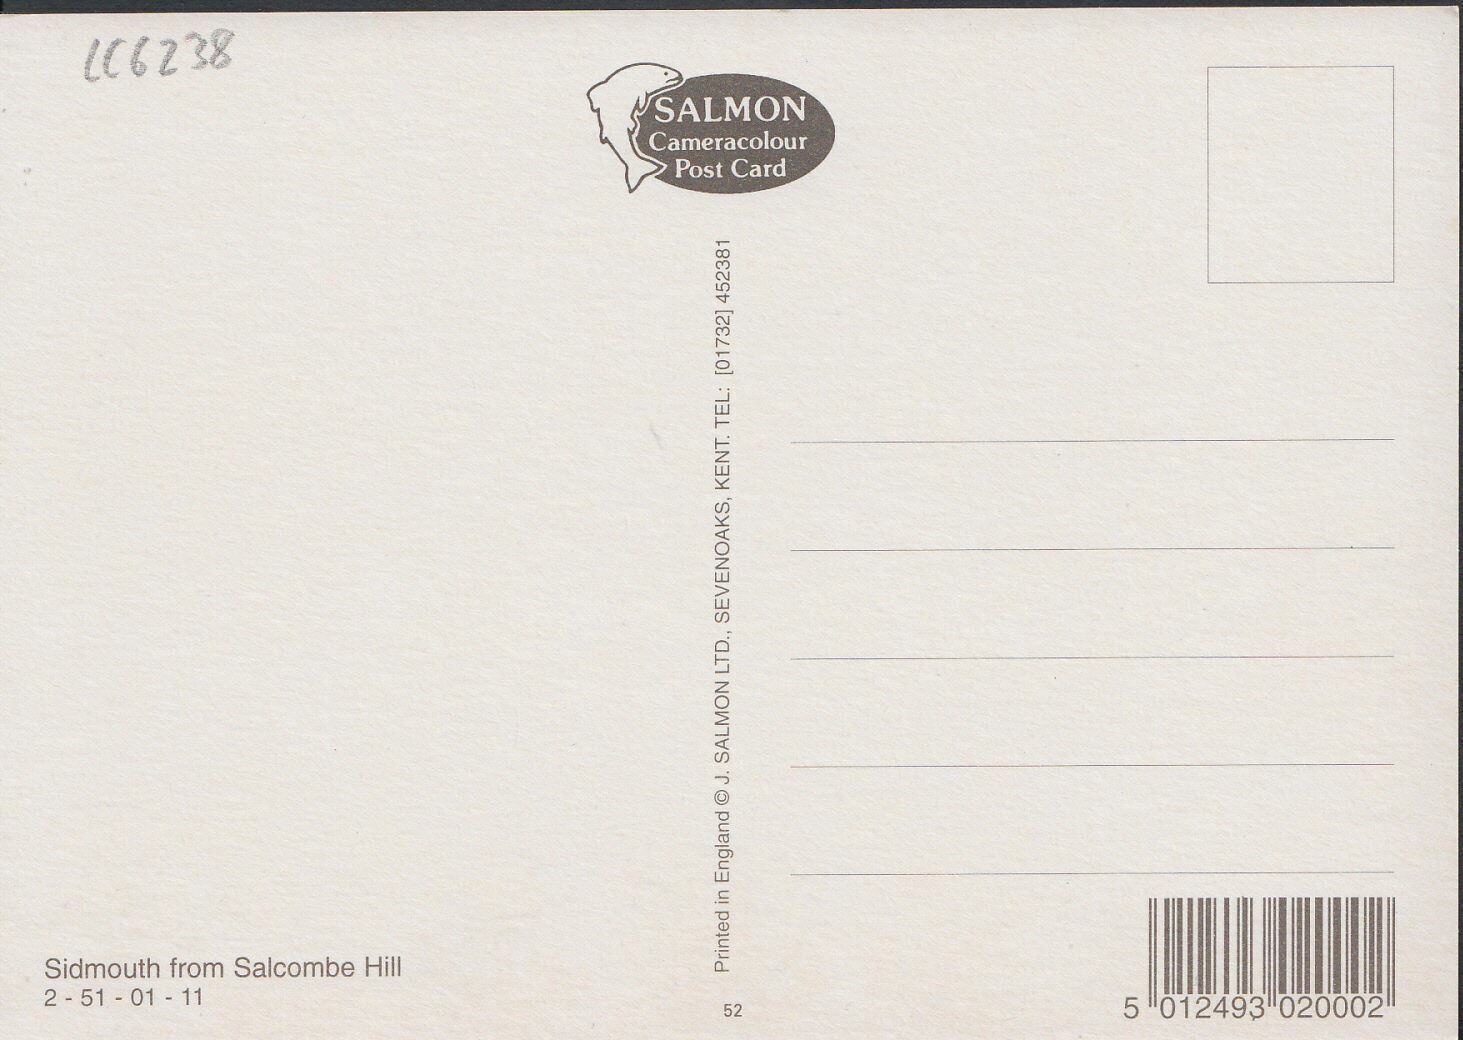 LC6238
SALMON
Cameracolour
Post Card
Printed in England © J. SALMON LTD., SEVENOAKS, KENT. TEL: [01732] 452381
Sidmouth from Salcombe Hill
2 - 51 - 01 - 11
52
5 012493 020002